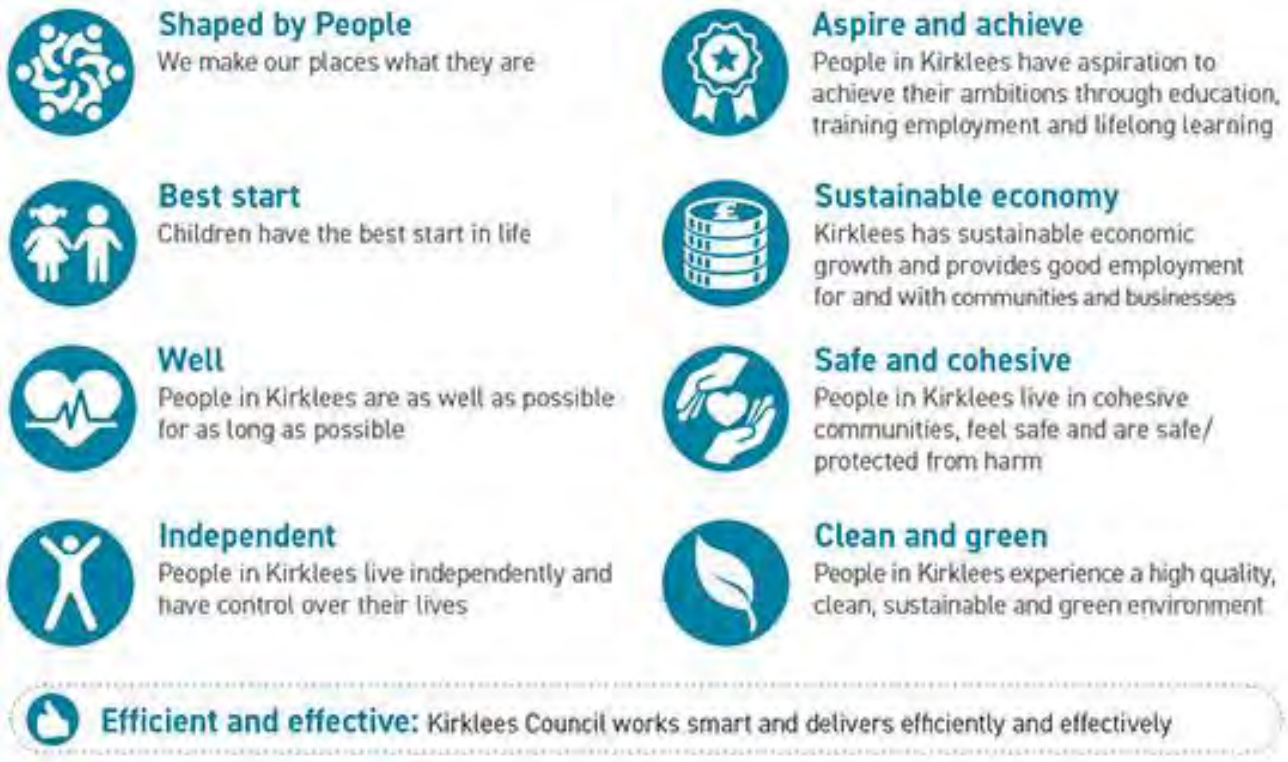 Shaped by People
We make our places what they are
Best start
Children have the best start in life
Well
People in Kirklees are as well as possible
for as long as possible
Independent
People in Kirklees live independently and
have control over their lives
Aspire and achieve
People in Kirklees have aspiration to
achieve their ambitions through education,
training employment and lifelong learning
Sustainable economy
£
Kirklees has sustainable economic
growth and provides good employment
for and with communities and businesses
Safe and cohesive
People in Kirklees live in cohesive
communities, feel safe and are safe/
protected from harm
Clean and green
People in Kirklees experience a high quality,
clean, sustainable and green environment
Efficient and effective: Kirklees Council works smart and delivers efficiently and effectively